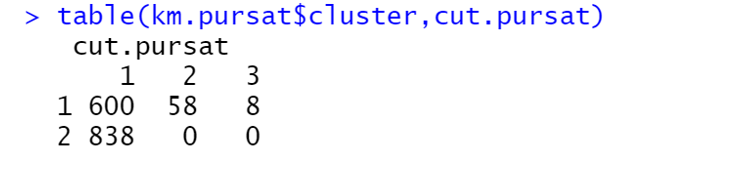 > table(km.pursat$cluster,cut.pursat)
   cut.pursat
      1   2   3
  1 600  58   8
  2 838   0   0